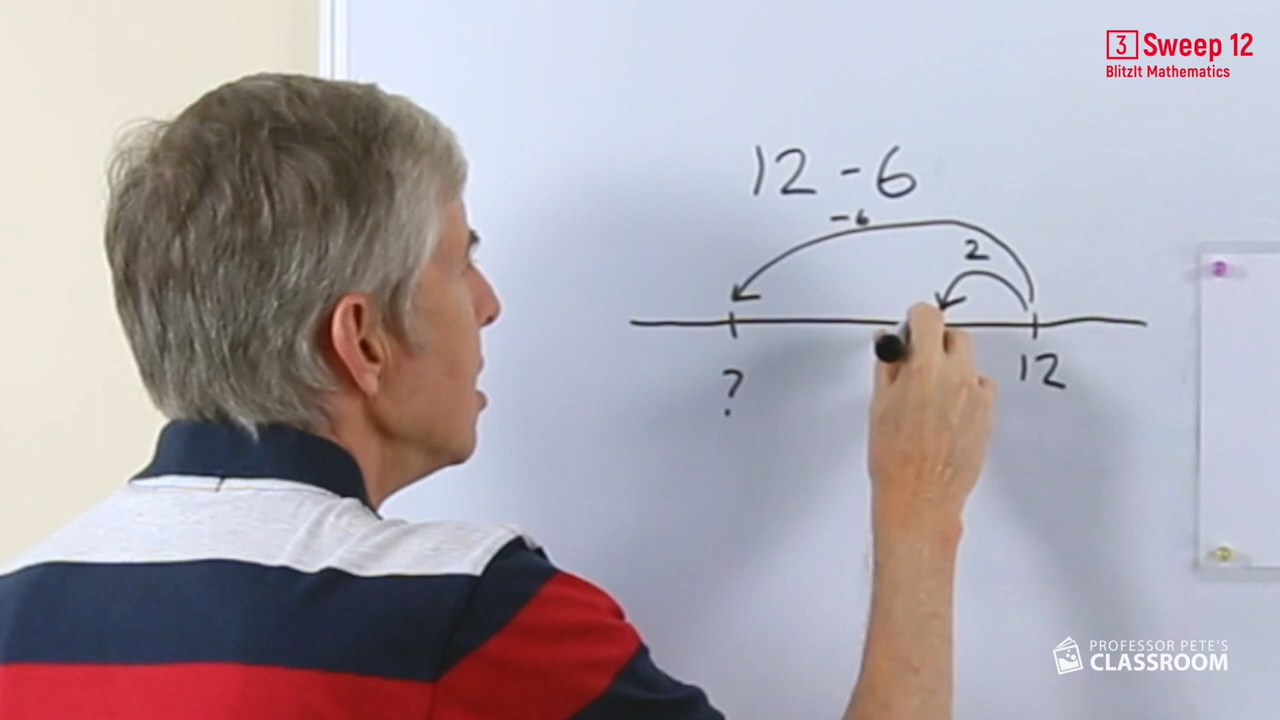 3 Sweep 12
BlitzIt Mathematics
12 - 6
-6
2
? 12
PROFESSOR PETE'S
CLASSROOM